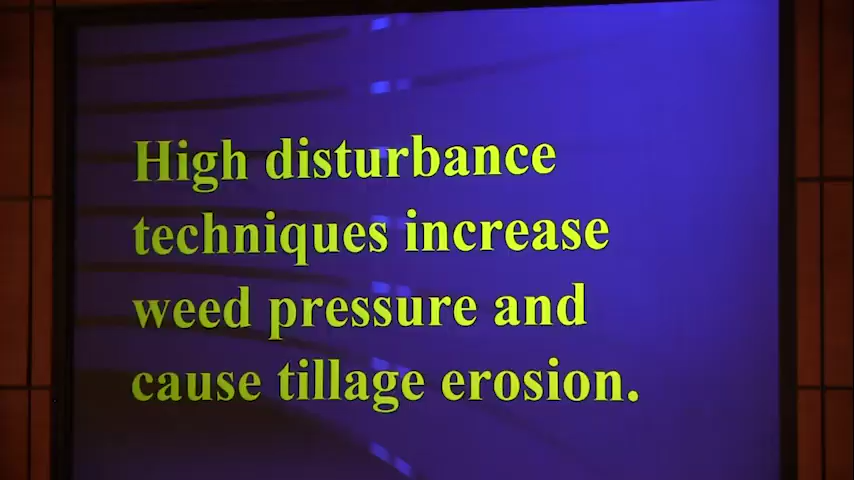 High disturbance
techniques increase
weed pressure and
cause tillage erosion.